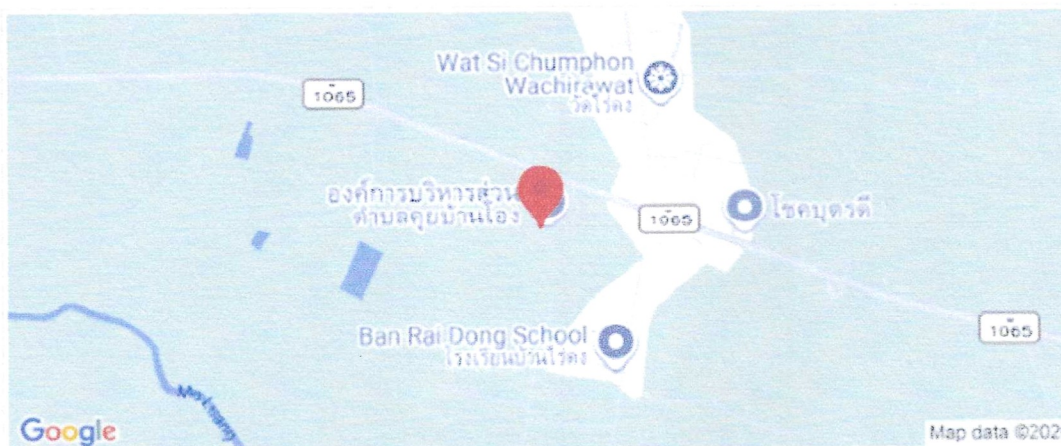 Wat Si Chumphon
Wachirawat
วัดไร่ดง
1065
องค์การบริหารส่วน
ตำบลคุยบ้านโอง
1065
โชคบุตรดี
Ban Rai Dong School
โรงเรียนบ้านไร่ดง
1065
Google
Map data ©202